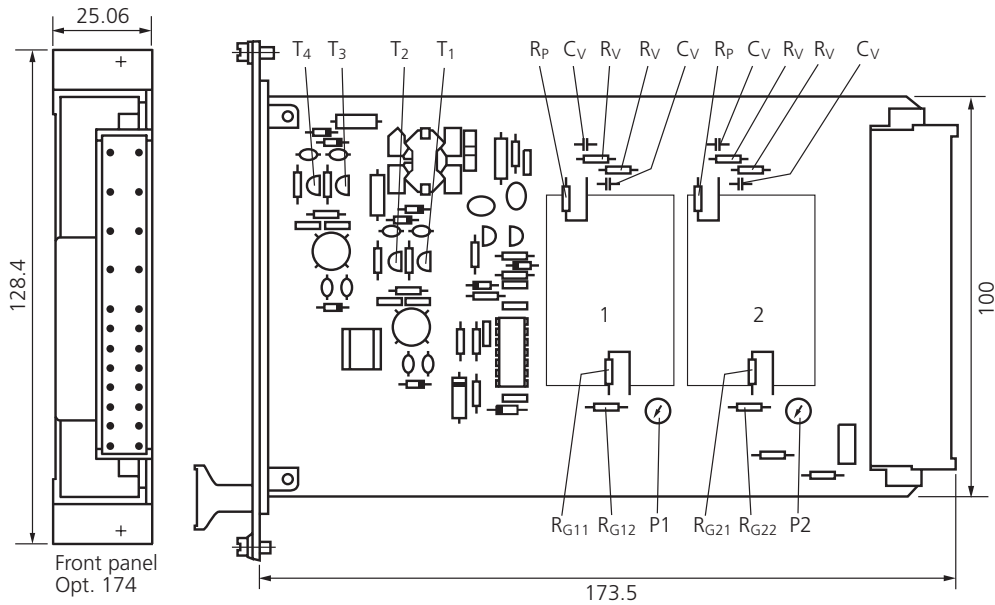 25.06
T4 T3 T2 T1 RP CV RV RV CV RP CV RV RV CV
+
128.4
100
1 2
+
RG11 RG12 P1 RG21 RG22 P2
Front panel
Opt. 174
173.5